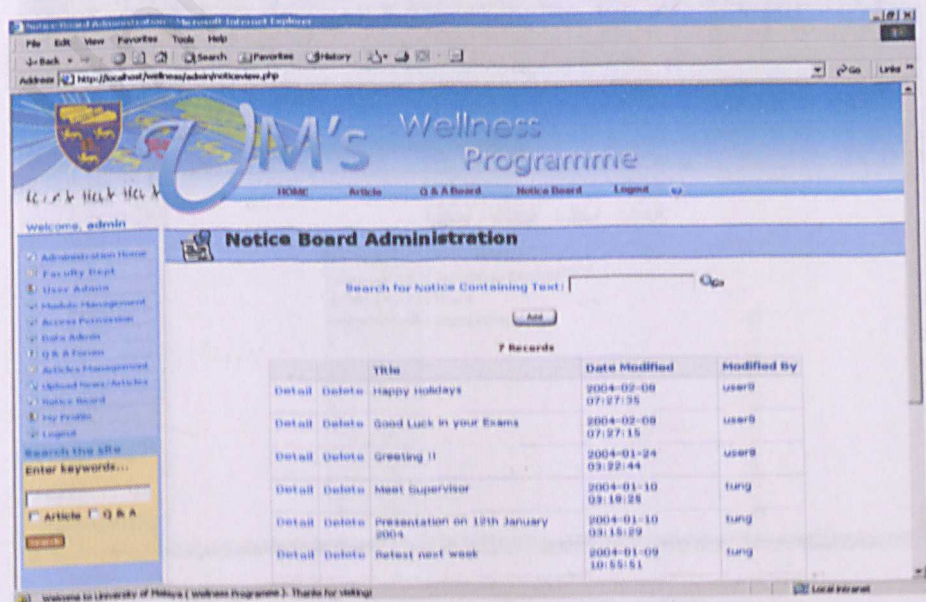 Notice Board Administration - Microsoft Internet Explorer
File Edit View Favorites Tools Help
Back Search Favorites History
Address http://localhost/wellness/admin/noticeview.php Go Links »
UM's Wellness
Programme
HOME Article Q & A Board Notice Board Logout
Welcome, admin
Notice Board Administration
Administration Home
Faculty Dept
User Admin
Module Management
Access Permission
Data Admin
Q & A Forum
Articles Management
Upload News/Articles
Notice Board
My Profile
Logout
Search the site
Enter keywords...
Article Q & A
Search
Search for Notice Containing Text: Go
Add
7 Records
Title Date Modified Modified By
Detail Delete Happy Holidays 2004-02-08 user9
07:27:35
Detail Delete Good Luck in your Exams 2004-02-08 user9
07:27:15
Detail Delete Greeting !! 2004-01-24 user9
03:22:44
Detail Delete Meet Supervisor 2004-01-10 tung
03:18:28
Detail Delete Presentation on 12th January 2004-01-10 tung
2004 03:15:29
Detail Delete Retest next week 2004-01-09 tung
10:55:51
Welcome to University of Malaya ( Wellness Programme ). Thanks for visiting! Local intranet